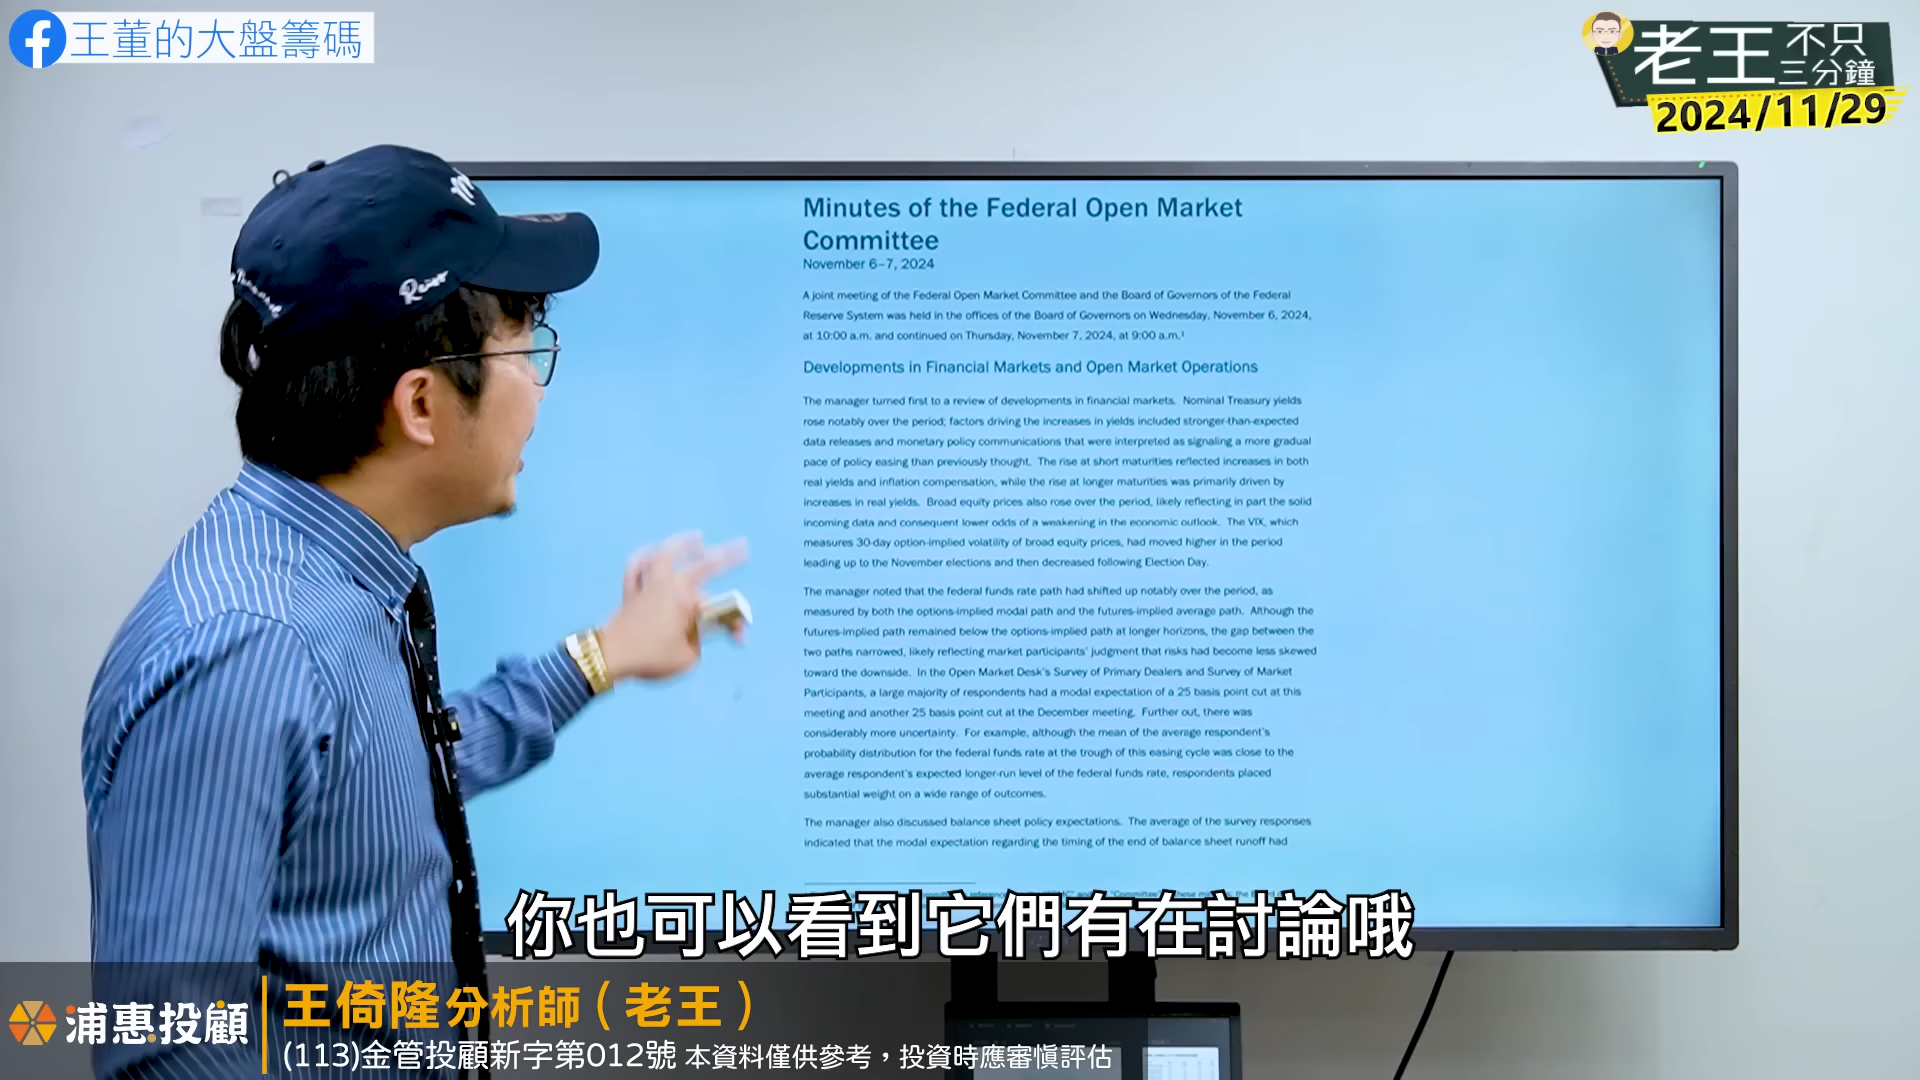 王董的大盤籌碼
老王不只三分鐘
2024/11/29
Minutes of the Federal Open Market
Committee
November 6–7, 2024
A joint meeting of the Federal Open Market Committee and the Board of Governors of the Federal
Reserve System was held in the offices of the Board of Governors on Wednesday, November 6, 2024,
at 10:00 a.m. and continued on Thursday, November 7, 2024, at 9:00 a.m.¹
Developments in Financial Markets and Open Market Operations
The manager turned first to a review of developments in financial markets. Nominal Treasury yields
rose notably over the period; factors driving the increases in yields included stronger-than-expected
data releases and monetary policy communications that were interpreted as signaling a more gradual
pace of policy easing than previously thought. The rise at short maturities reflected increases in both
real yields and inflation compensation, while the rise at longer maturities was primarily driven by
increases in real yields. Broad equity prices also rose over the period, likely reflecting in part the solid
incoming data and consequent lower odds of a weakening in the economic outlook. The VIX, which
measures 30-day option-implied volatility of broad equity prices, had moved higher in the period
leading up to the November elections and then decreased following Election Day.
The manager noted that the federal funds rate path had shifted up notably over the period, as
measured by both the options-implied modal path and the futures-implied average path. Although the
futures-implied path remained below the options-implied path at longer horizons, the gap between the
two paths narrowed, likely reflecting market participants' judgment that risks had become less skewed
toward the downside. In the Open Market Desk's Survey of Primary Dealers and Survey of Market
Participants, a large majority of respondents had a modal expectation of a 25 basis point cut at this
meeting and another 25 basis point cut at the December meeting. Further out, there was
considerably more uncertainty. For example, although the mean of the average respondent's
probability distribution for the federal funds rate at the trough of this easing cycle was close to the
average respondent's expected longer-run level of the federal funds rate, respondents placed
substantial weight on a wide range of outcomes.
The manager also discussed balance sheet policy expectations. The average of the survey responses
indicated that the modal expectation regarding the timing of the end of balance sheet runoff had
你也可以看到它們有在討論哦
浦惠投顧
王倚隆分析師(老王)
(113)金管投顧新字第012號 本資料僅供參考,投資時應審慎評估